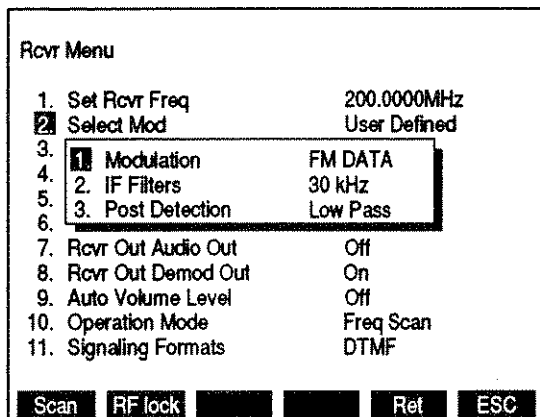 Rcvr Menu
1. Set Rcvr Freq 200.0000MHz
2. Select Mod User Defined
3.
4.
5.
6.
1. Modulation FM DATA
2. IF Filters 30 kHz
3. Post Detection Low Pass
7. Rcvr Out Audio Out Off
8. Rcvr Out Demod Out On
9. Auto Volume Level Off
10. Operation Mode Freq Scan
11. Signaling Formats DTMF
Scan RF lock Ret ESC